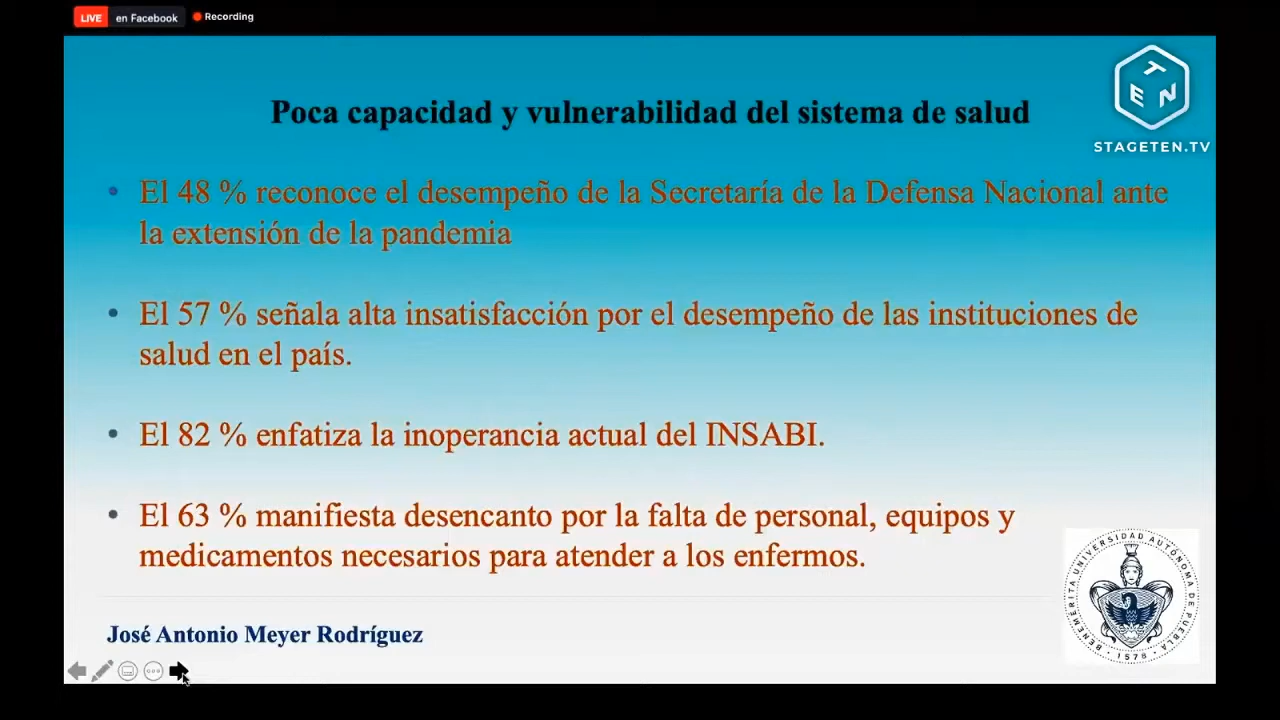 LIVE en Facebook Recording
T
E N
STAGETEN.TV
Poca capacidad y vulnerabilidad del sistema de salud
• El 48 % reconoce el desempeño de la Secretaría de la Defensa Nacional ante
la extensión de la pandemia
• El 57 % señala alta insatisfacción por el desempeño de las instituciones de
salud en el país.
• El 82 % enfatiza la inoperancia actual del INSABI.
• El 63 % manifiesta desencanto por la falta de personal, equipos y
medicamentos necesarios para atender a los enfermos.
BENEMÉRITA UNIVERSIDAD AUTÓNOMA DE PUEBLA
• 1578 •
José Antonio Meyer Rodríguez